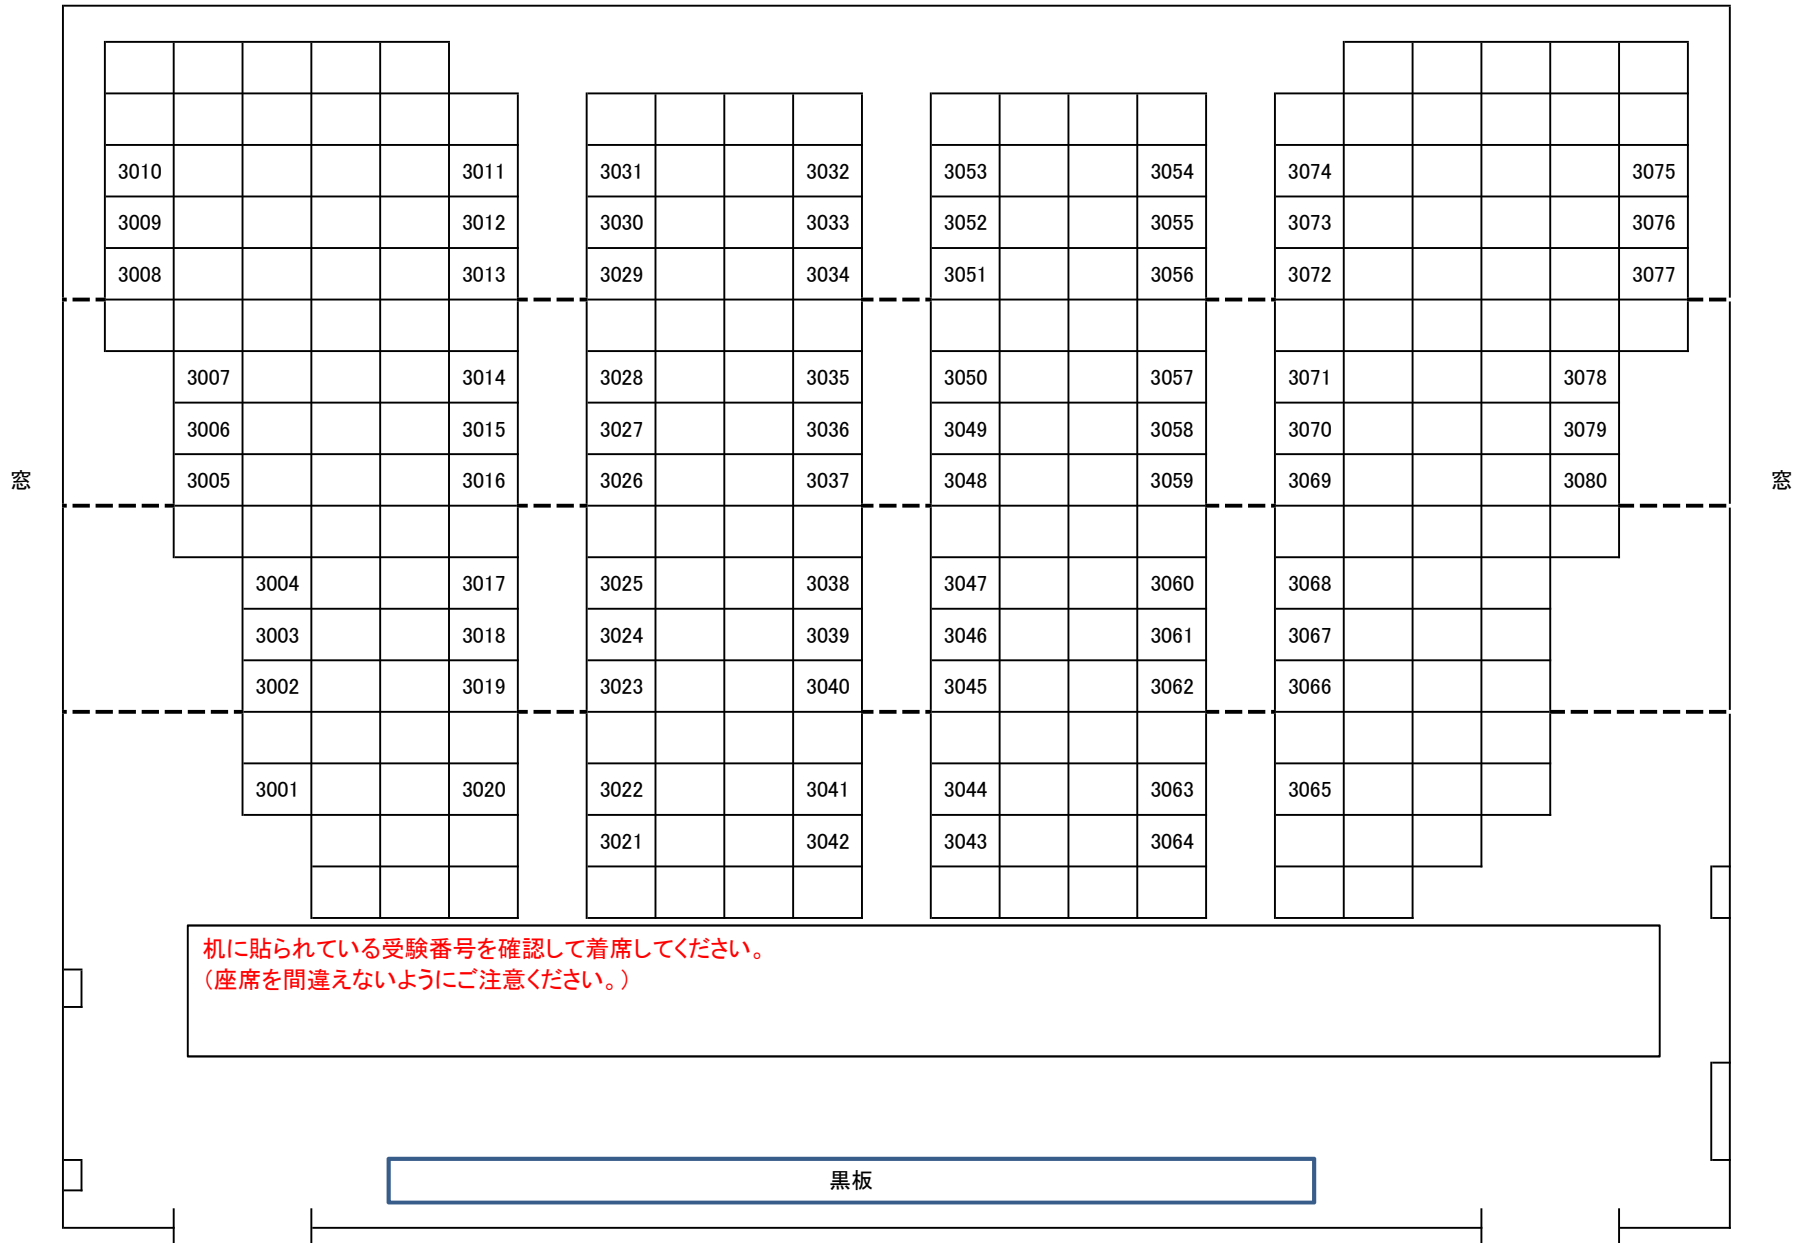 3010 3011 3031 3032 3053 3054 3074 3075
3009 3012 3030 3033 3052 3055 3073 3076
3008 3013 3029 3034 3051 3056 3072 3077
3007 3014 3028 3035 3050 3057 3071 3078
3006 3015 3027 3036 3049 3058 3070 3079
窓 3005 3016 3026 3037 3048 3059 3069 3080 窓
3004 3017 3025 3038 3047 3060 3068
3003 3018 3024 3039 3046 3061 3067
3002 3019 3023 3040 3045 3062 3066
3001 3020 3022 3041 3044 3063 3065
3021 3042 3043 3064
机に貼られている受験番号を確認して着席してください。
（座席を間違えないようにご注意ください。）
黒板